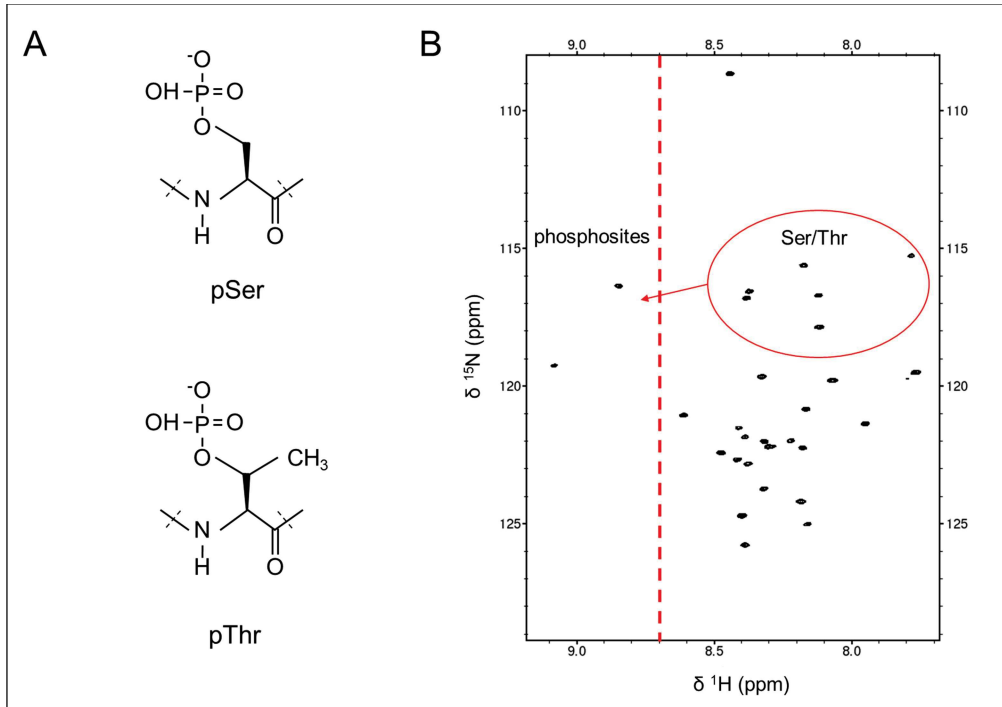 A
-O
OH-P=O
O
N
H
O
pSer
-O
OH-P=O
O
CH3
N
H
O
pThr
B
9.0 8.5 8.0
110 110
115 115
120 120
125 125
phosphosites
Ser/Thr
δ 15N (ppm)
9.0 8.5 8.0
δ 1H (ppm)